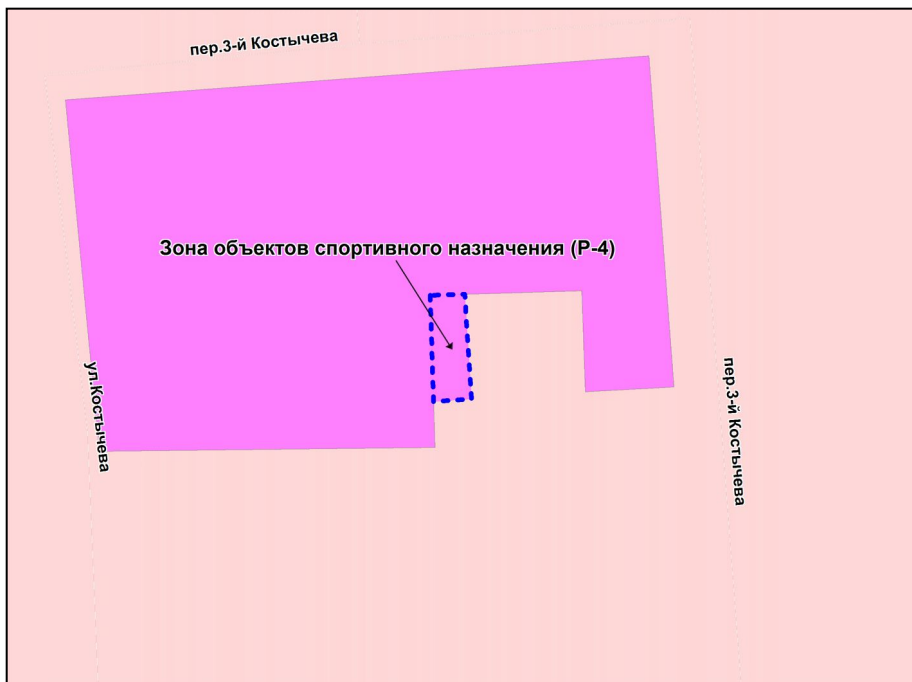 пер.3-й Костычева
Зона объектов спортивного назначения (Р-4)
ул.Костычева
пер.3-й Костычева